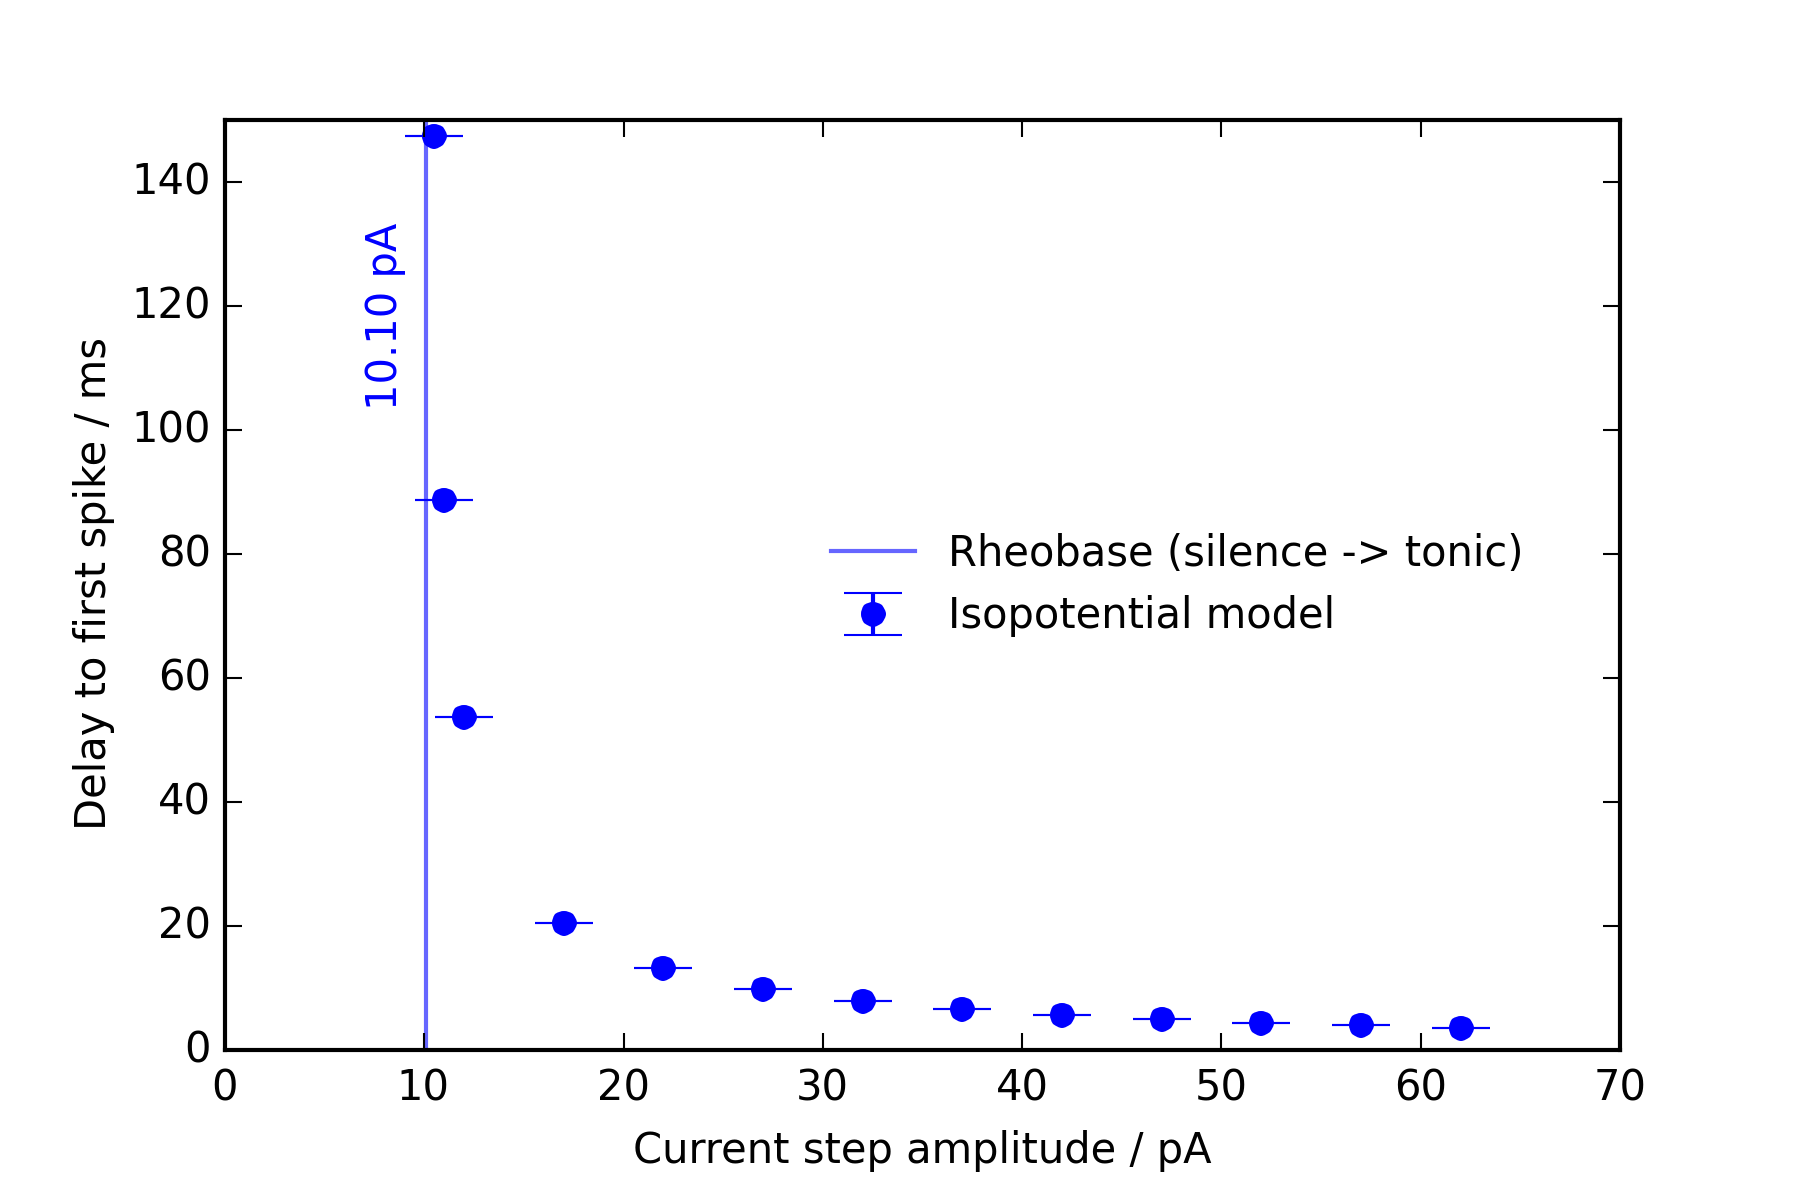 140
120
100
80
60
40
20
0
0 10 20 30 40 50 60 70
Delay to first spike / ms
Current step amplitude / pA
10.10 pA
Rheobase (silence -> tonic)
Isopotential model